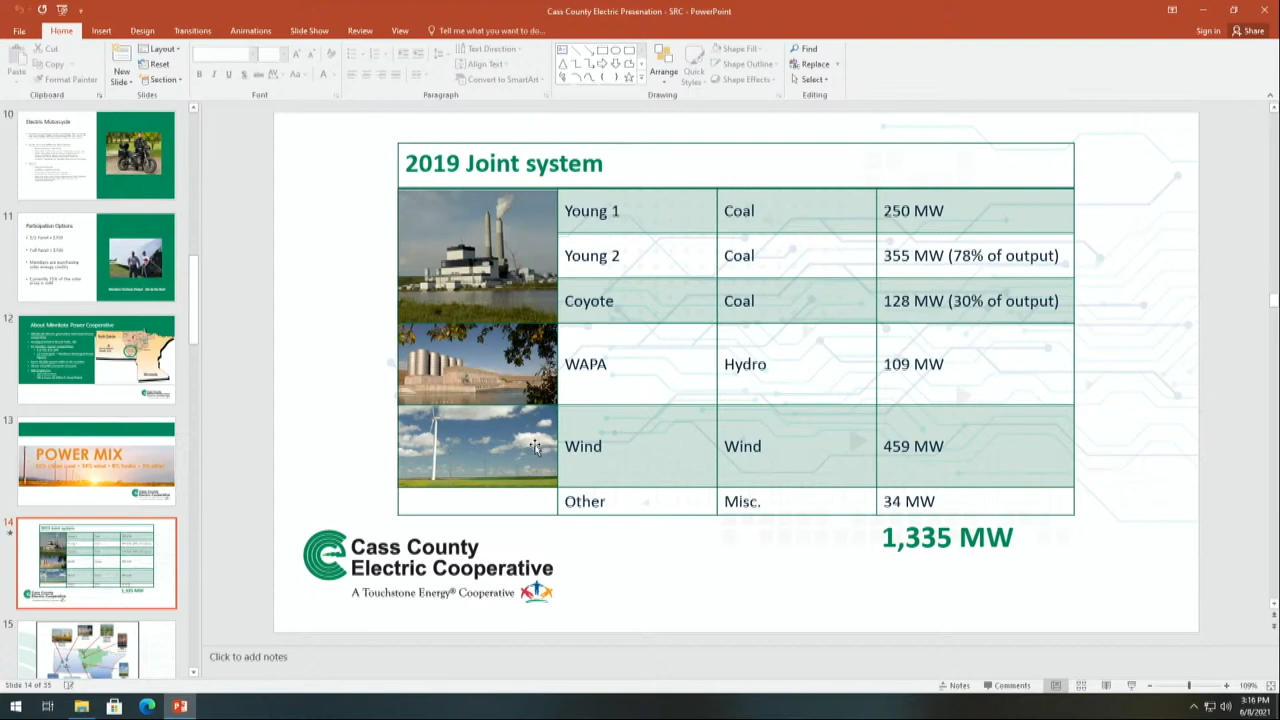 Cass County Electric Presenation - SRC - PowerPoint
File Home Insert Design Transitions Animations Slide Show Review View Tell me what you want to do... Sign in Share
Paste
Cut
Copy
Format Painter
Clipboard
New Slide
Layout
Reset
Section
Slides
Font
Text Direction
Align Text
Convert to SmartArt
Paragraph
Arrange
Quick Styles
Shape Fill
Shape Outline
Shape Effects
Drawing
Find
Replace
Select
Editing
10
Electric Motorcycle
11
Participation Options
12
About Minnkota Power Cooperative
13
POWER MIX
14
15
2019 Joint system
Young 1 Coal 250 MW
Young 2 Coal 355 MW (78% of output)
Coyote Coal 128 MW (30% of output)
WAPA Hydro 109 MW
Wind Wind 459 MW
Other Misc. 34 MW
1,335 MW
Cass County
Electric Cooperative
A Touchstone Energy® Cooperative
Click to add notes
Slide 14 of 35 Notes Comments 109%
3:16 PM
6/8/2021